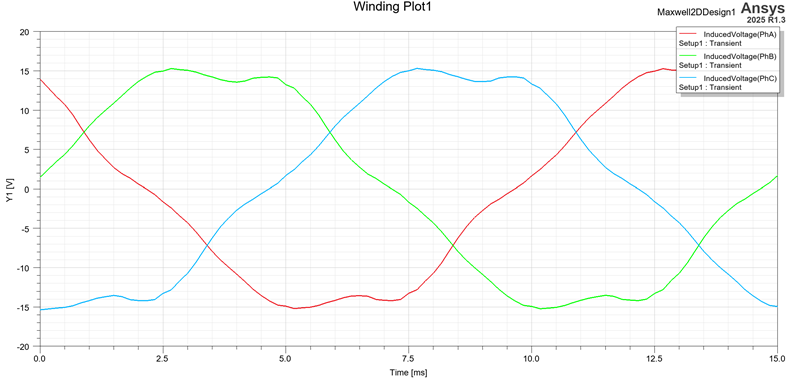 Winding Plot1
Maxwell2DDesign1
Ansys
2025 R1.3
InducedVoltage(PhA)
Setup1 : Transient
InducedVoltage(PhB)
Setup1 : Transient
InducedVoltage(PhC)
Setup1 : Transient
Y1 [V]
20
15
10
5
0
-5
-10
-15
-20
0.0 2.5 5.0 7.5 10.0 12.5 15.0
Time [ms]